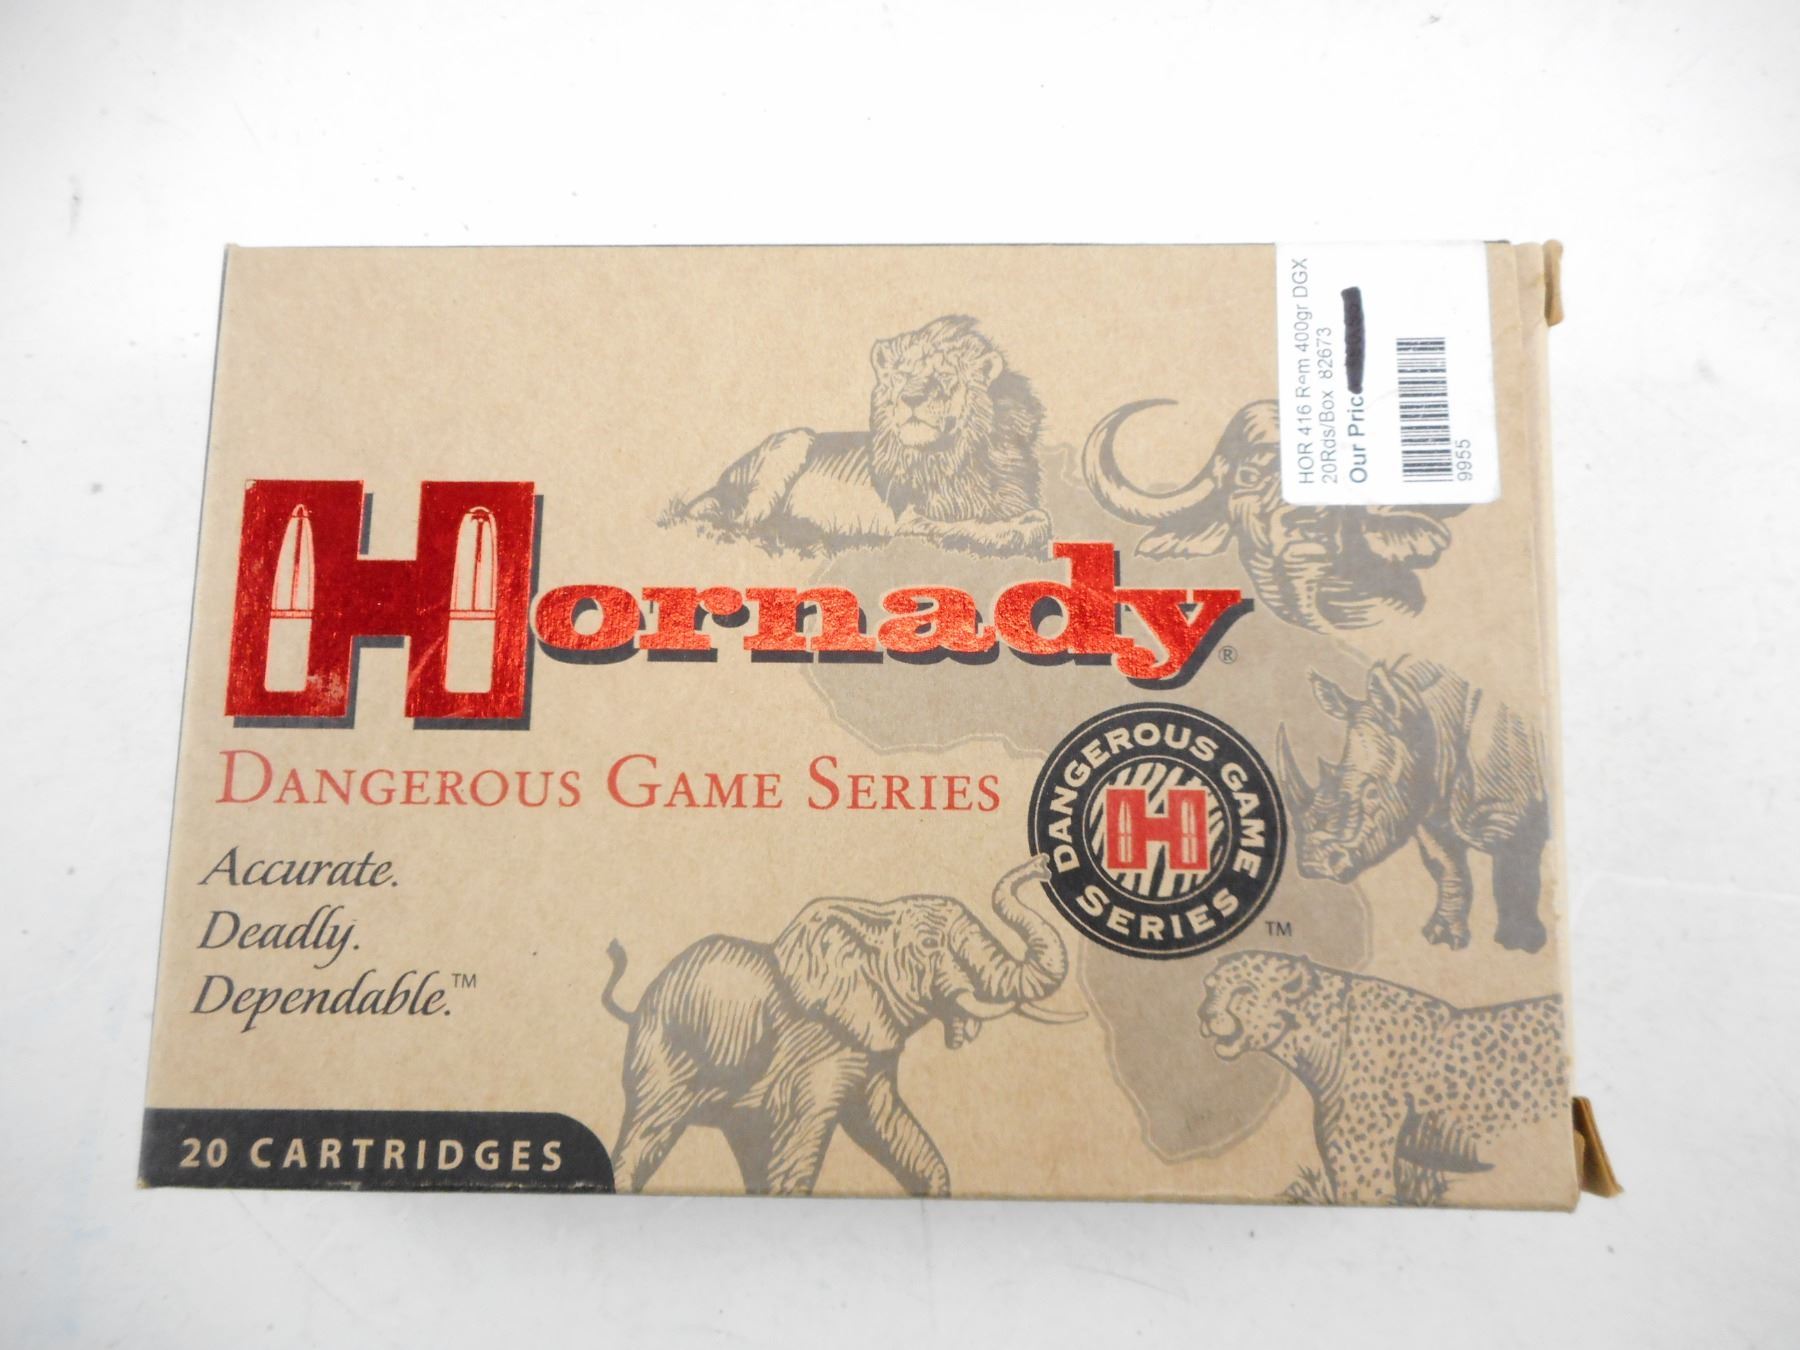 HOR 416 Rem 400gr DGX
20Rds/Box 82673
Our Price
9955
Hornady®
DANGEROUS GAME SERIES
DANGEROUS GAME SERIES ™
H
Accurate.
Deadly.
Dependable.™
20 CARTRIDGES